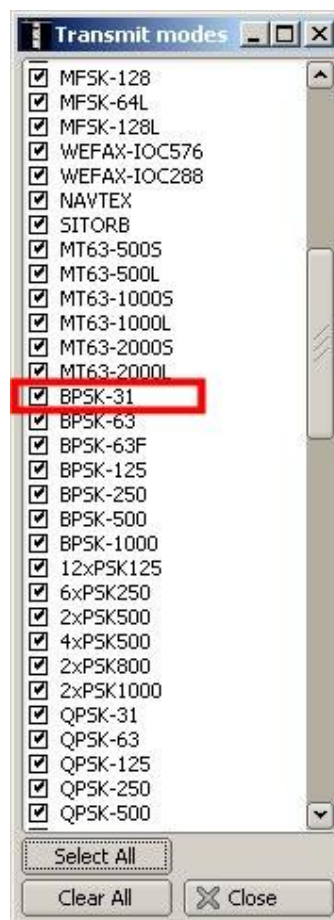 Transmit modes
MFSK-128
MFSK-64L
MFSK-128L
WEFAX-IOC576
WEFAX-IOC288
NAVTEX
SITORB
MT63-500S
MT63-500L
MT63-1000S
MT63-1000L
MT63-2000S
MT63-2000L
BPSK-31
BPSK-63
BPSK-63F
BPSK-125
BPSK-250
BPSK-500
BPSK-1000
12xPSK125
6xPSK250
2xPSK500
4xPSK500
2xPSK800
2xPSK1000
QPSK-31
QPSK-63
QPSK-125
QPSK-250
QPSK-500
Select All
Clear All
Close